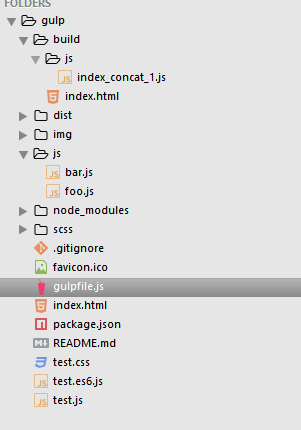 FOLDERS
gulp
build
js
index_concat_1.js
index.html
dist
img
js
bar.js
foo.js
node_modules
scss
.gitignore
favicon.ico
gulpfile.js
index.html
package.json
README.md
test.css
test.es6.js
test.js